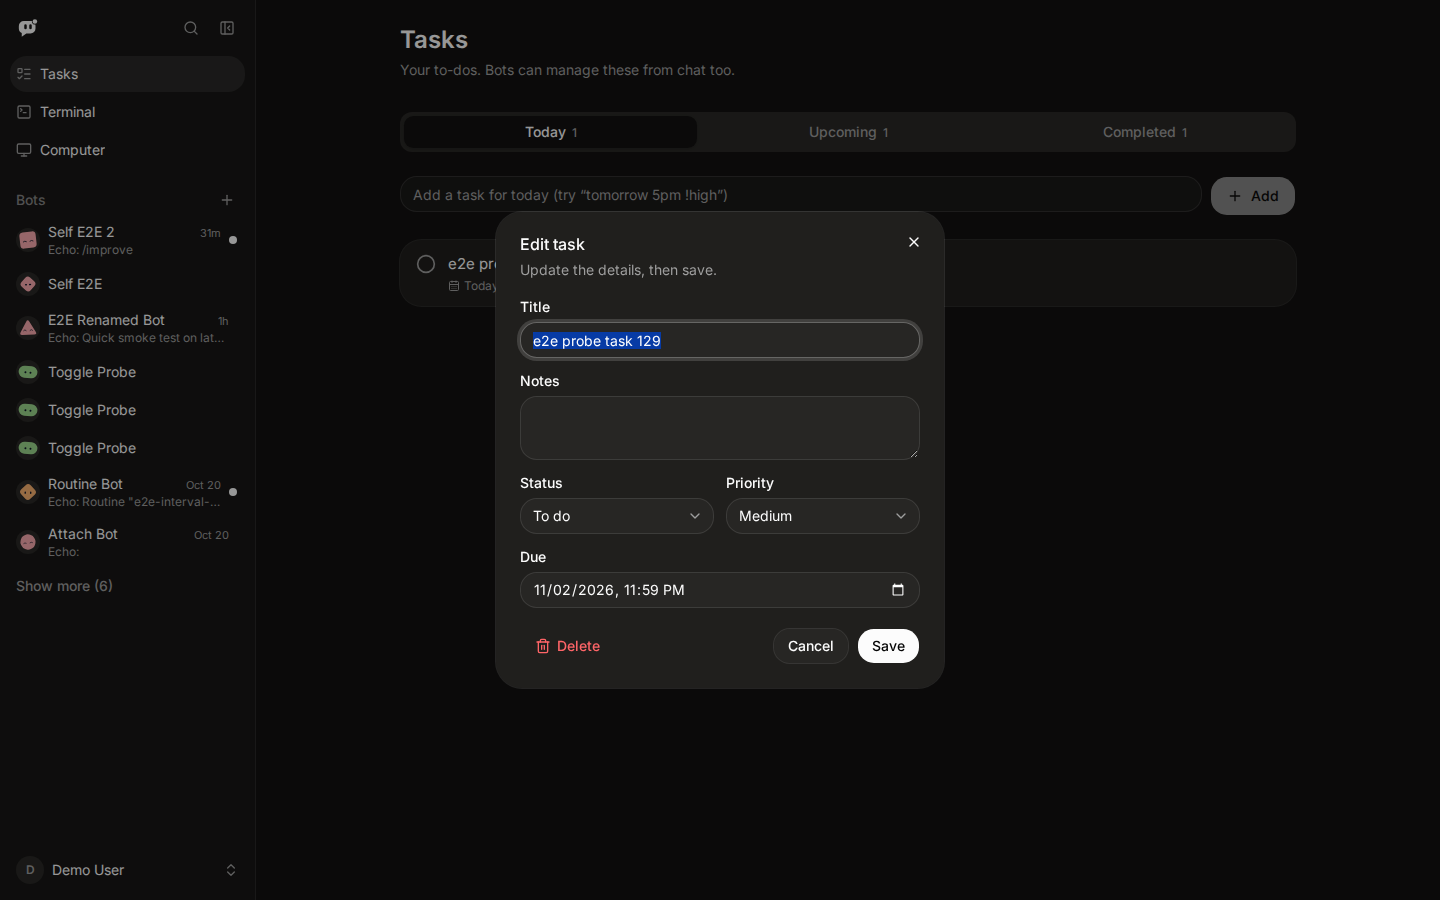 Tasks
Terminal
Computer
Bots
Self E2E 2
31m
Echo: /improve
Self E2E
E2E Renamed Bot
1h
Echo: Quick smoke test on lat...
Toggle Probe
Toggle Probe
Toggle Probe
Routine Bot
Oct 20
Echo: Routine "e2e-interval-...
Attach Bot
Oct 20
Echo:
Show more (6)
D
Demo User
Tasks
Your to-dos. Bots can manage these from chat too.
Today 1
Upcoming 1
Completed 1
Add a task for today (try “tomorrow 5pm !high”)
Add
e2e pr
Today
Edit task
Update the details, then save.
Title
e2e probe task 129
Notes
Status
Priority
To do
Medium
Due
11/02/2026, 11:59 PM
Delete
Cancel
Save